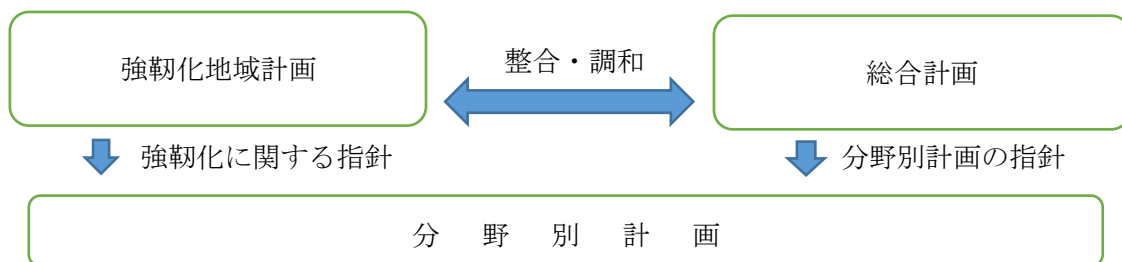 強靭化地域計画
整合・調和
総合計画
強靭化に関する指針
分野別計画の指針
分野別計画